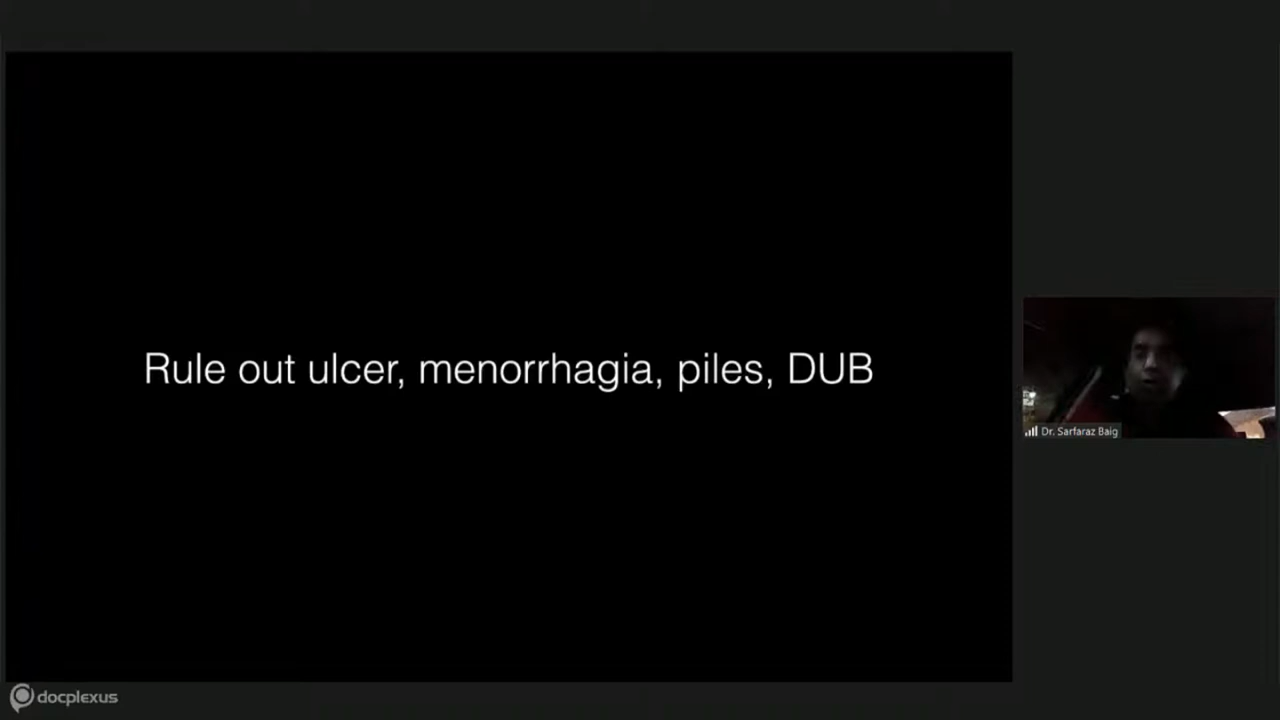 Rule out ulcer, menorrhagia, piles, DUB
Dr. Sarfaraz Baig
docplexus